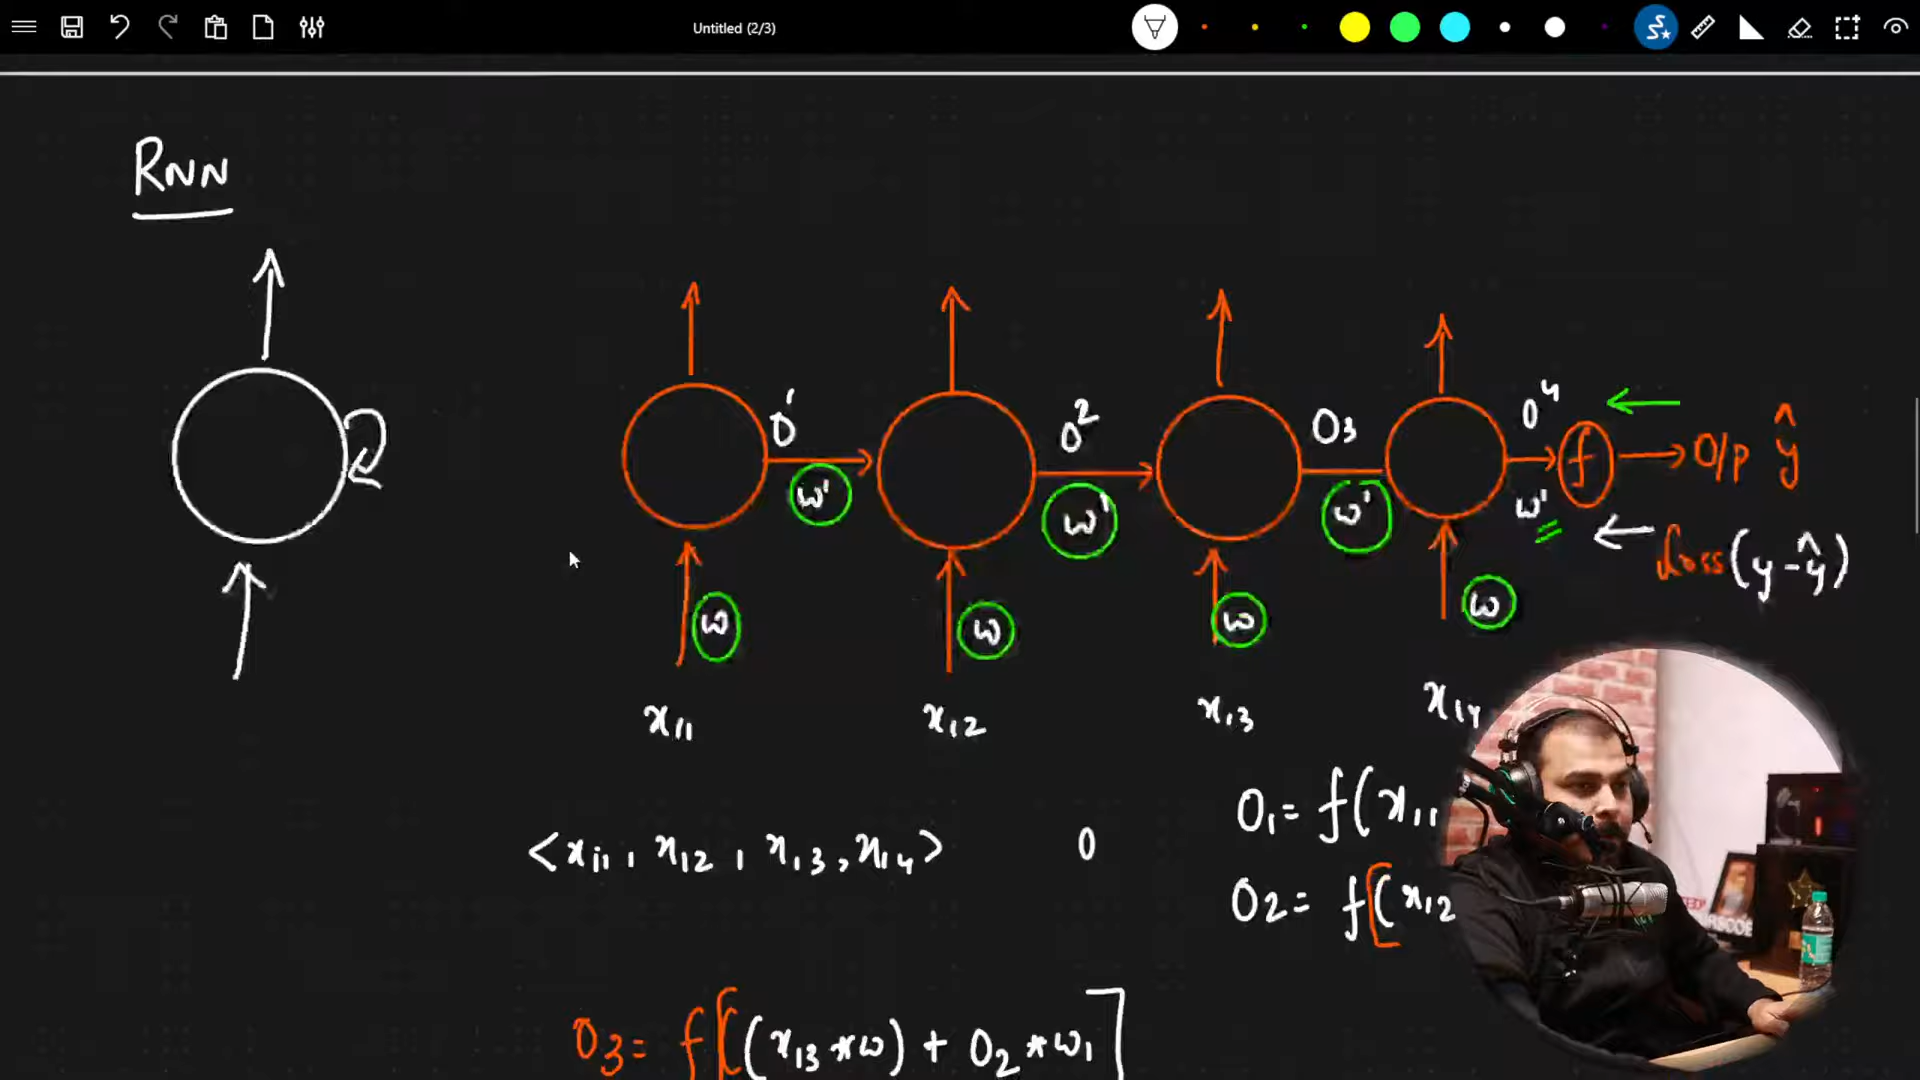 Untitled (2/3)
RNN
O' O² O3 O⁴ f O/p ŷ
w' w' w' w'
Loss (y-ŷ)
w w w w
x11 x12 x13 x14
<x11, x12, x13, x14> 0
O1= f(x11
O2= f[(x12
O3= f[((x13 *w) + O2 *w1]